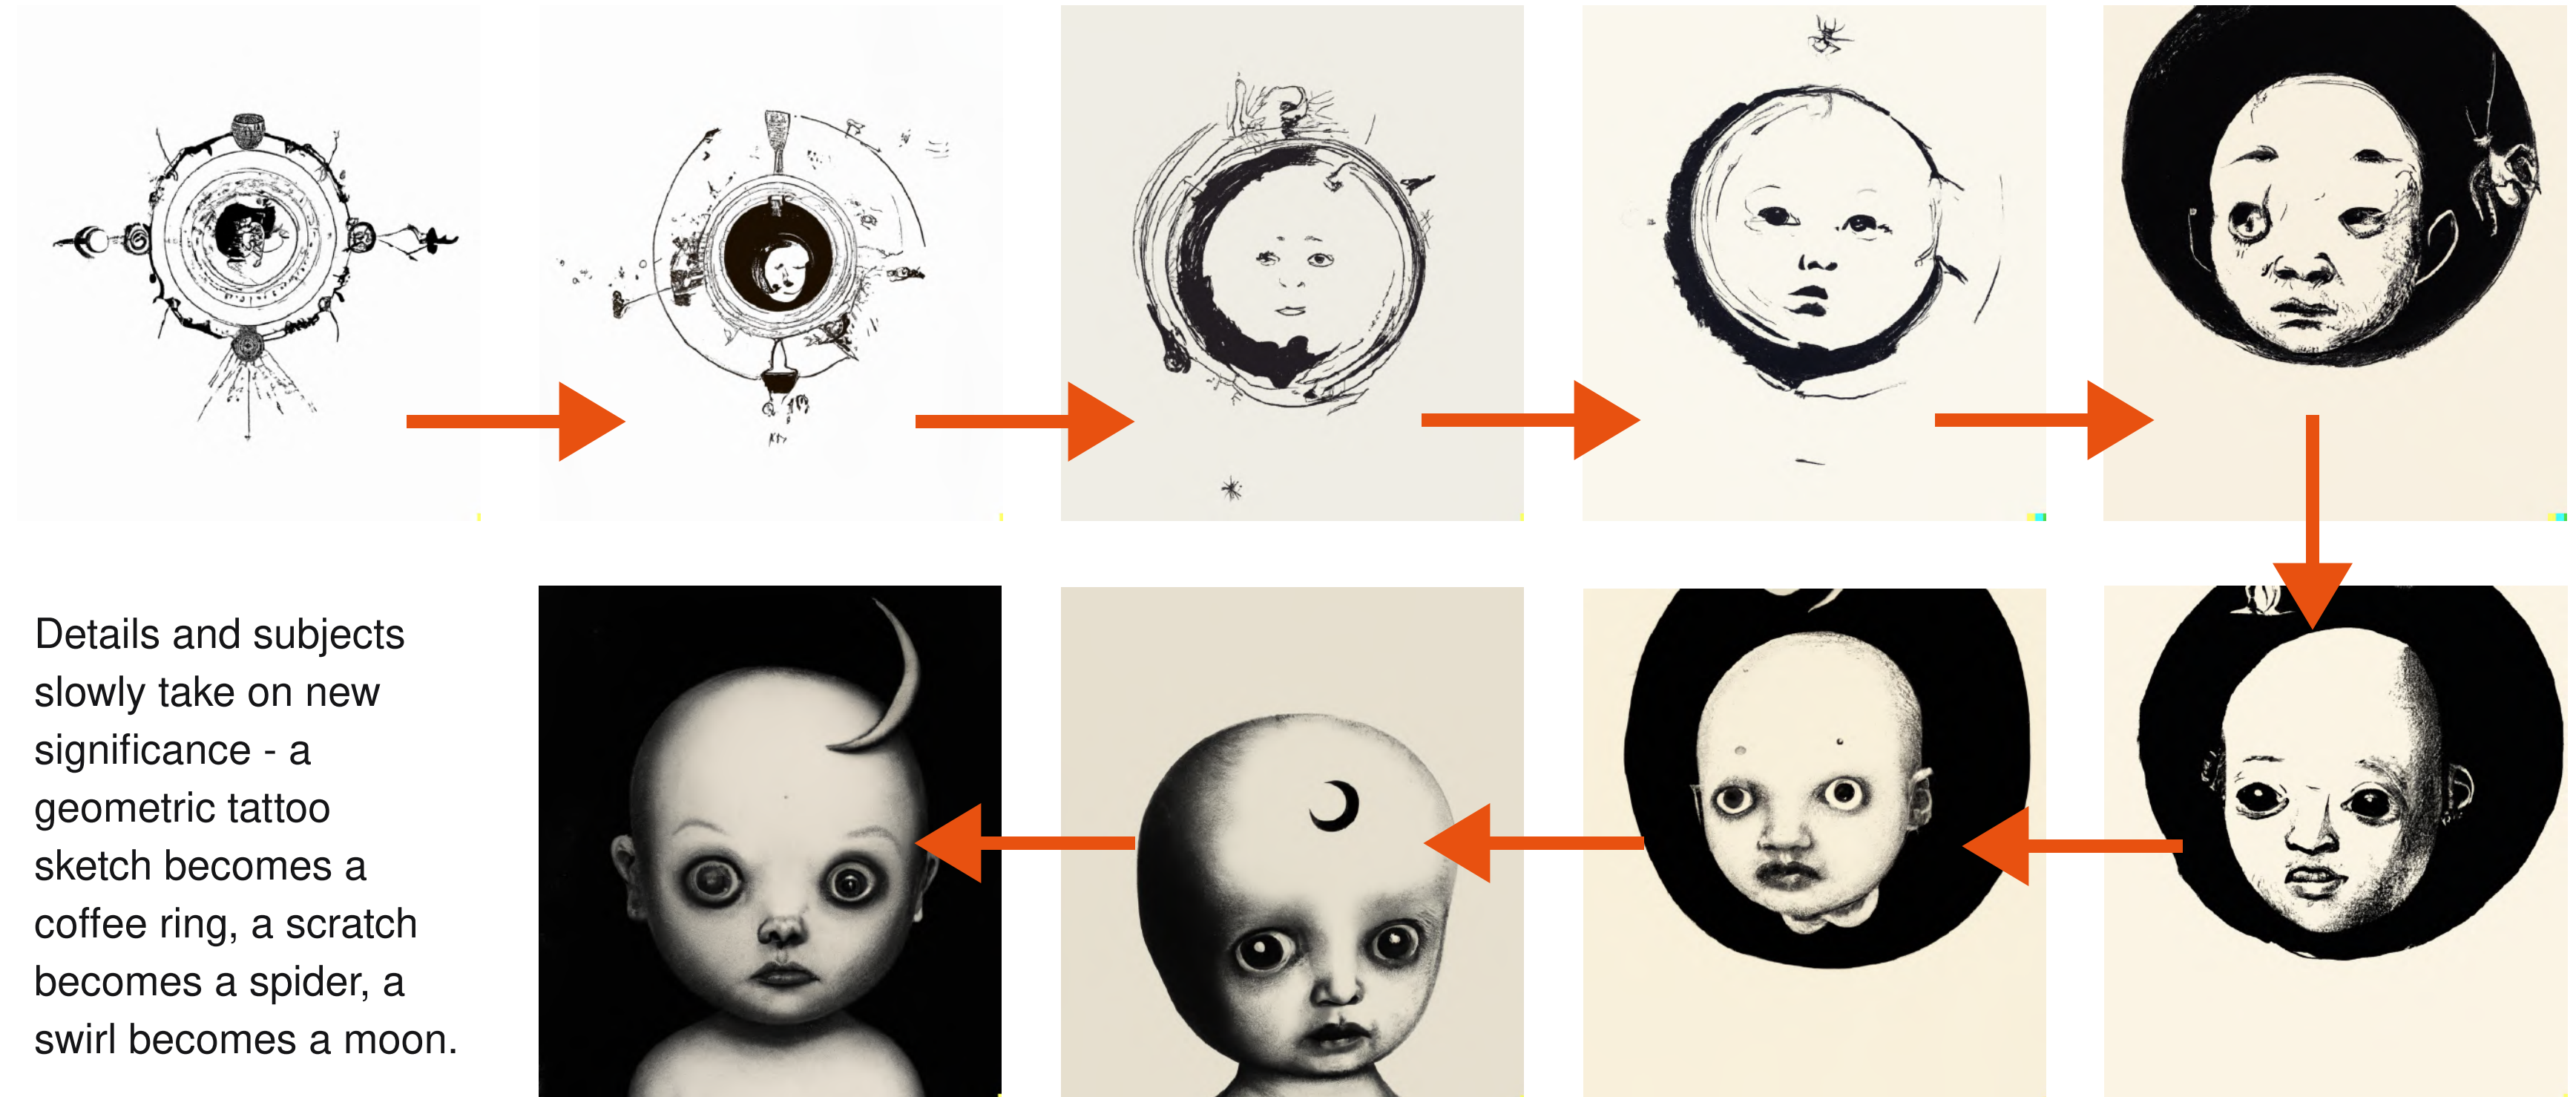 Details and subjects
slowly take on new
significance - a
geometric tattoo
sketch becomes a
coffee ring, a scratch
becomes a spider, a
swirl becomes a moon.